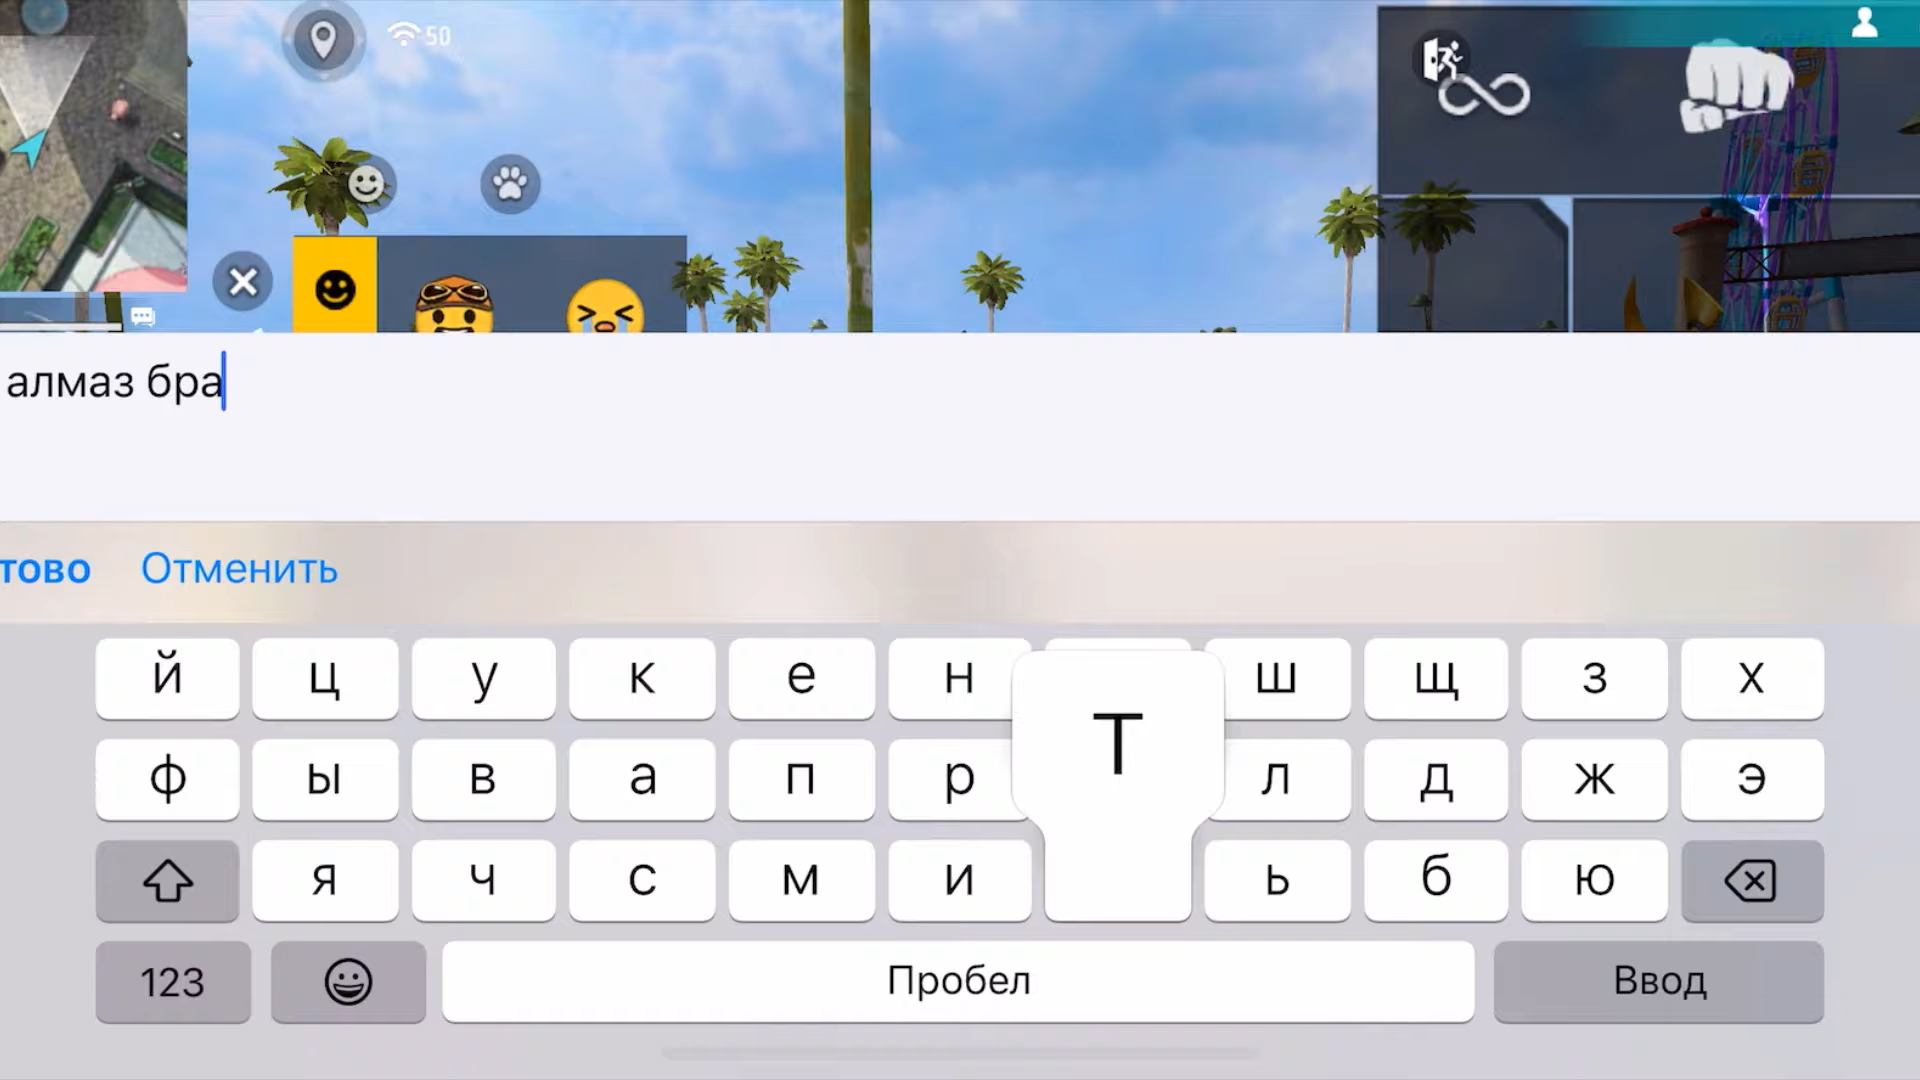 50
алмаз бра
тово Отменить
й ц у к е н ш щ з х
ф ы в а п р л д ж э
Т
я ч с м и ь б ю
123 Пробел Ввод